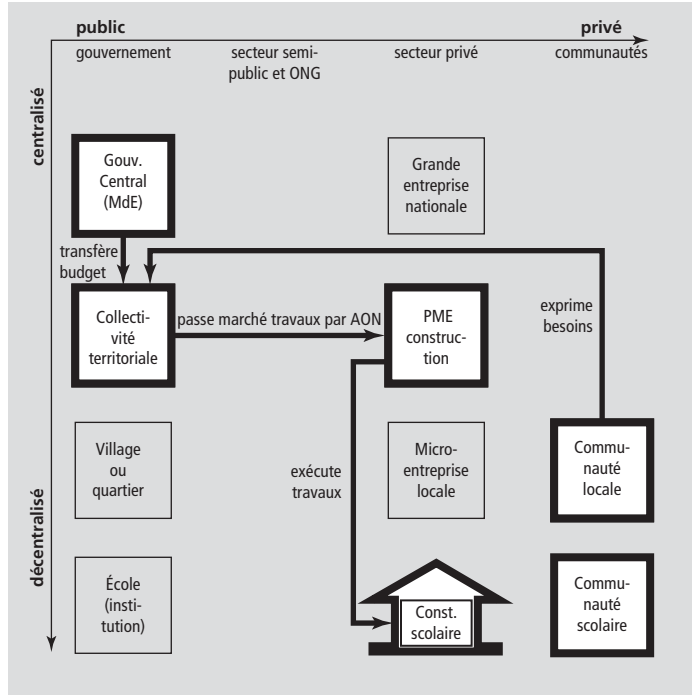 public
privé
gouvernement
secteur semi-
public et ONG
secteur privé
communautés
centralisé
Gouv.
Central
(MdE)
Grande
entreprise
nationale
transfère
budget
Collecti-
vité
territoriale
passe marché travaux par AON
PME
construc-
tion
exprime
besoins
Village
ou
quartier
exécute
travaux
Micro-
entreprise
locale
Commu-
nauté
locale
décentralisé
École
(insti-
tution)
Const.
scolaire
Commu-
nauté
scolaire